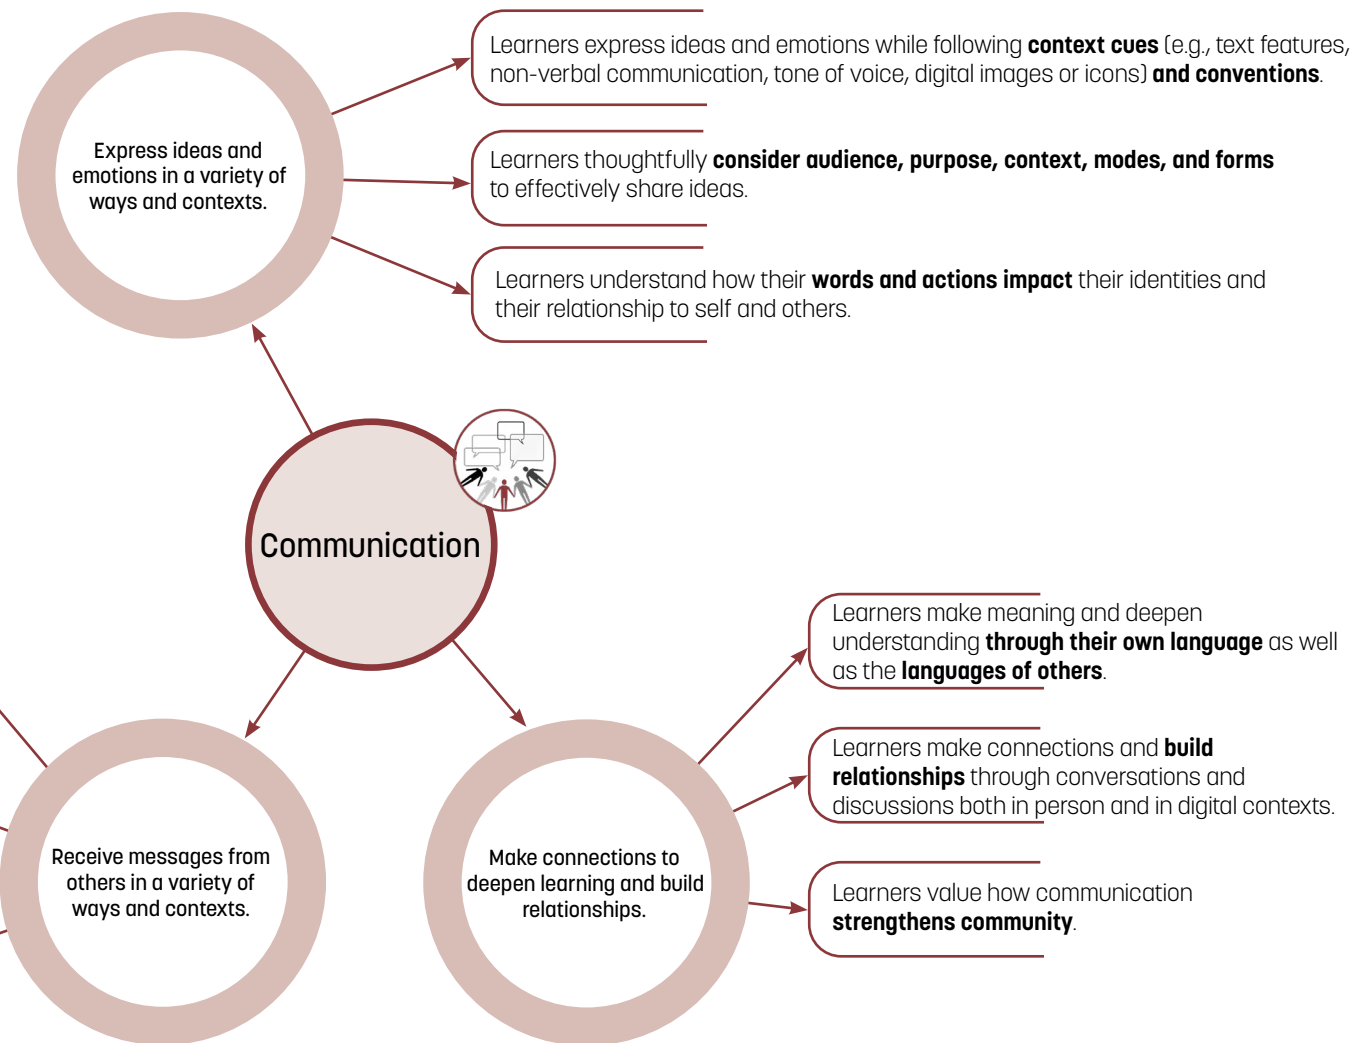 Learners express ideas and emotions while following context cues (e.g., text features,
non-verbal communication, tone of voice, digital images or icons) and conventions.
Express ideas and
emotions in a variety of
ways and contexts.
Learners thoughtfully consider audience, purpose, context, modes, and forms
to effectively share ideas.
Learners understand how their words and actions impact their identities and
their relationship to self and others.
Communication
Learners make meaning and deepen
understanding through their own language as well
as the languages of others.
Learners make connections and build
relationships through conversations and
discussions both in person and in digital contexts.
Receive messages from
others in a variety of
ways and contexts.
Make connections to
deepen learning and build
relationships.
Learners value how communication
strengthens community.